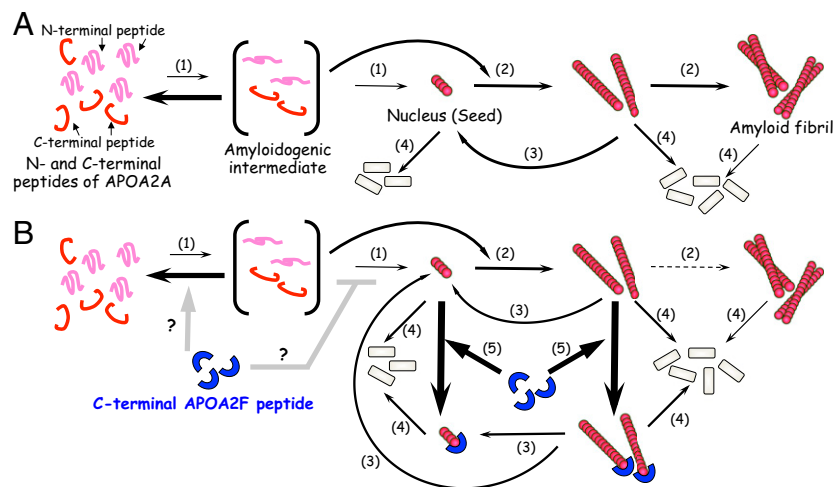 A
N-terminal peptide
(1)
(1)
(2)
(2)
Nucleus (Seed)
Amyloid fibril
C-terminal peptide
N- and C-terminal
peptides of APOA2A
Amyloidogenic
intermediate
(4)
(3)
(4)
(4)
B
(1)
(1)
(2)
(2)
(3)
(4)
(4)
(4)
?
?
(5)
(5)
C-terminal APOA2F peptide
(4)
(3)
(4)
(3)